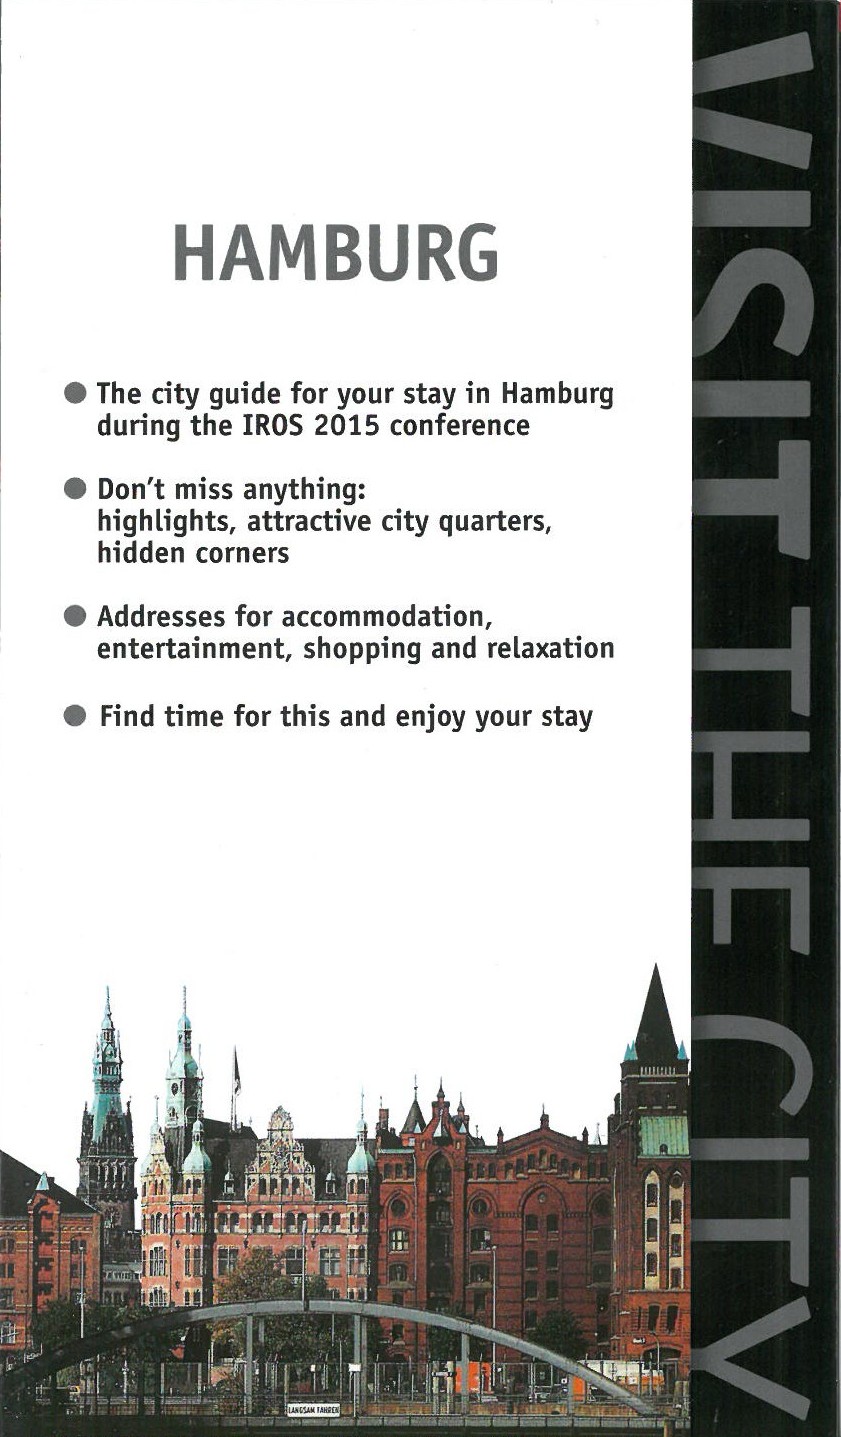 HAMBURG
● The city guide for your stay in Hamburg
during the IROS 2015 conference
● Don't miss anything:
highlights, attractive city quarters,
hidden corners
● Addresses for accommodation,
entertainment, shopping and relaxation
● Find time for this and enjoy your stay
LANGSAM FAHREN
VISIT THE CITY